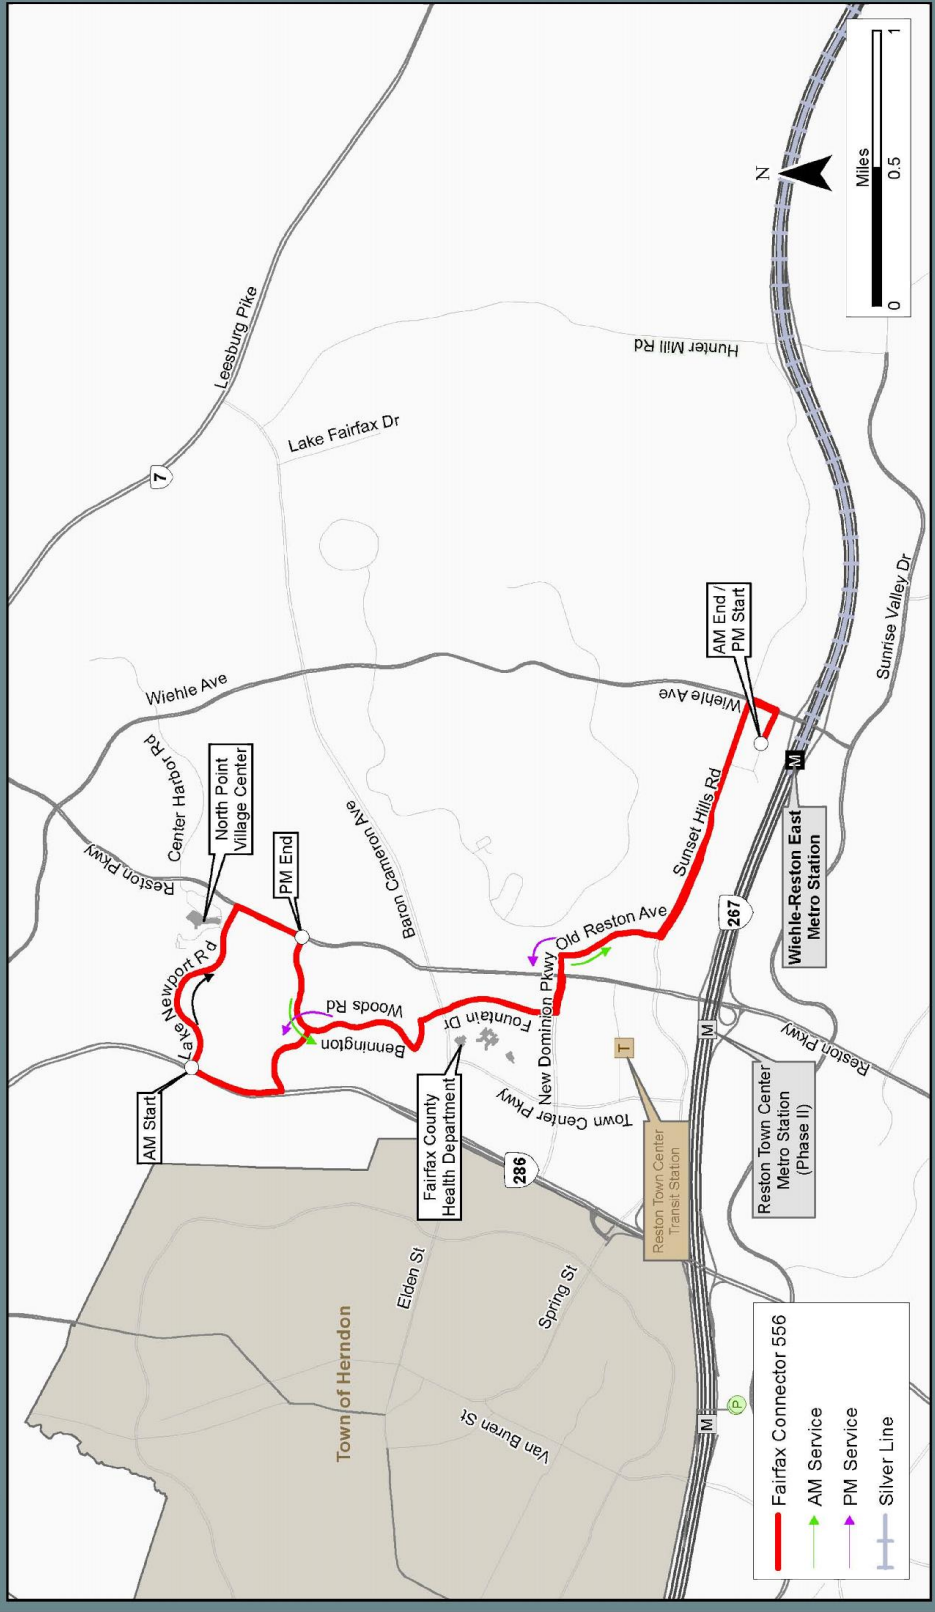 Leesburg Pike
7
Lake Fairfax Dr
Hunter Mill Rd
N
Miles
0
0.5
1
Wiehle Ave
Center Harbor Rd
Reston Pkwy
North Point
Village Center
PM End
Baron Cameron Ave
Lake Newport Rd
AM Start
Bennington
Woods Rd
Fountain Dr
Fairfax County
Health Department
New Dominion Pkwy
Old Reston Ave
Town Center Pkwy
Sunset Hills Rd
Wiehle Ave
AM End /
PM Start
Sunrise Valley Dr
267
M
Wiehle-Reston East
Metro Station
M
Reston Town Center
Metro Station
(Phase II)
Reston Pkwy
T
Reston Town Center
Transit Station
286
Elden St
Spring St
Town of Herndon
Van Buren St
M
P
Fairfax Connector 556
AM Service
PM Service
Silver Line